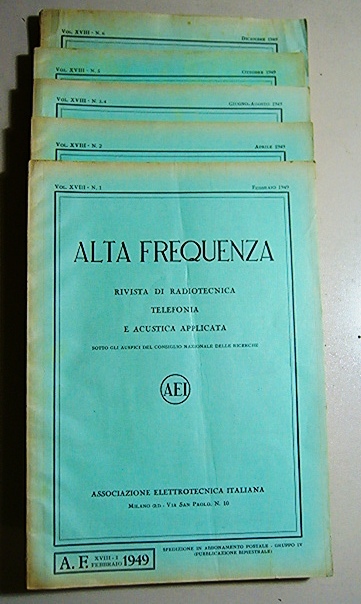 Vol. XVIII - N. 6 Dicembre 1949
Vol. XVIII - N. 5 Ottobre 1949
Vol. XVIII - N. 3-4 Giugno-Agosto 1949
Vol. XVIII - N. 2 Aprile 1949
Vol. XVIII - N. 1 Febbraio 1949
ALTA FREQUENZA
RIVISTA DI RADIOTECNICA
TELEFONIA
E ACUSTICA APPLICATA
SOTTO GLI AUSPICI DEL CONSIGLIO NAZIONALE DELLE RICERCHE
AEI
ASSOCIAZIONE ELETTROTECNICA ITALIANA
Milano - Via San Paolo, N. 10
A. F. XVIII - 1 FEBBRAIO 1949
SPEDIZIONE IN ABBONAMENTO POSTALE - GRUPPO IV
(PUBBLICAZIONE BIMESTRALE)